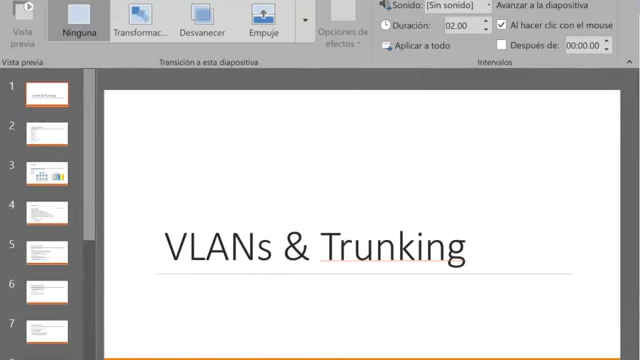 Vista previa
Ninguna
Transformac...
Desvanecer
Empuje
Opciones de efectos
Sonido: [Sin sonido]
Duración: 02.00
Aplicar a todo
Avanzar a la diapositiva
Al hacer clic con el mouse
Después de: 00:00.00
Vista previa
Transición a esta diapositiva
Intervalos
1
VLANs & Trunking
2
3
4
5
6
7
VLANs & Trunking